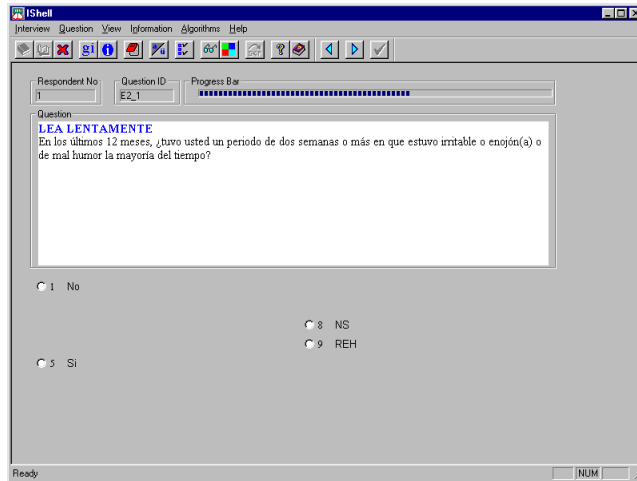 IShell
Interview Question View Information Algorithms Help
gi
Respondent No
1
Question ID
E2_1
Progress Bar
Question
LEA LENTAMENTE
En los últimos 12 meses, ¿tuvo usted un periodo de dos semanas o más en que estuvo irritable o enojón(a) o
de mal humor la mayoría del tiempo?
1 No
8 NS
9 REH
5 Si
Ready
NUM